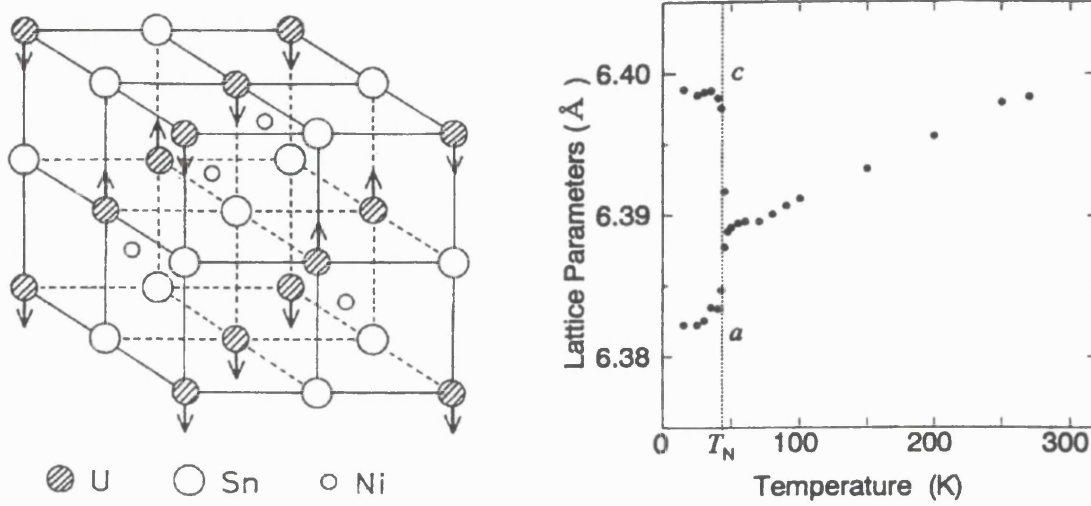 U Sn Ni
Lattice Parameters (Å)
6.40
6.39
6.38
c
a
0 T_N 100 200 300
Temperature (K)